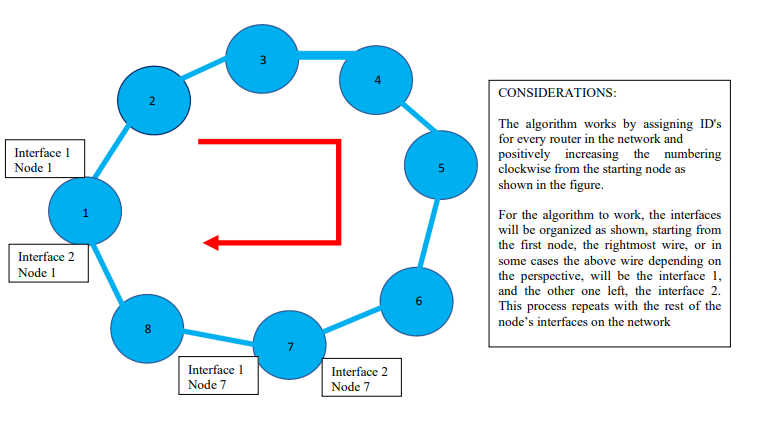 3
4
2
CONSIDERATIONS:
The algorithm works by assigning ID's
for every router in the network and
positively increasing the numbering
clockwise from the starting node as
shown in the figure.
For the algorithm to work, the interfaces
will be organized as shown, starting from
the first node, the rightmost wire, or in
some cases the above wire depending on
the perspective, will be the interface 1,
and the other one left, the interface 2.
This process repeats with the rest of the
node's interfaces on the network
Interface 1
Node 1
5
1
Interface 2
Node 1
6
8
7
Interface 1
Node 7
Interface 2
Node 7